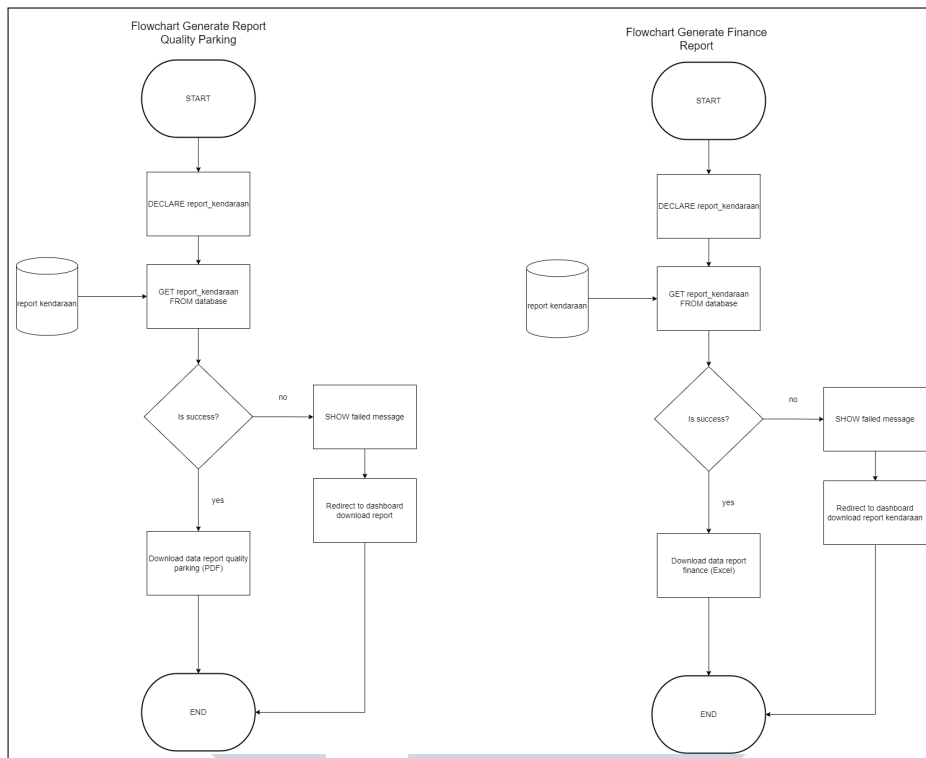 Flowchart Generate Report
Quality Parking
START
DECLARE report_kendaraan
report kendaraan
GET report_kendaraan
FROM database
Is success?
no
SHOW failed message
yes
Redirect to dashboard
download report
Download data report quality
parking (PDF)
END
Flowchart Generate Finance
Report
START
DECLARE report_kendaraan
report kendaraan
GET report_kendaraan
FROM database
Is success?
no
SHOW failed message
yes
Redirect to dashboard
download report kendaraan
Download data report
finance (Excel)
END